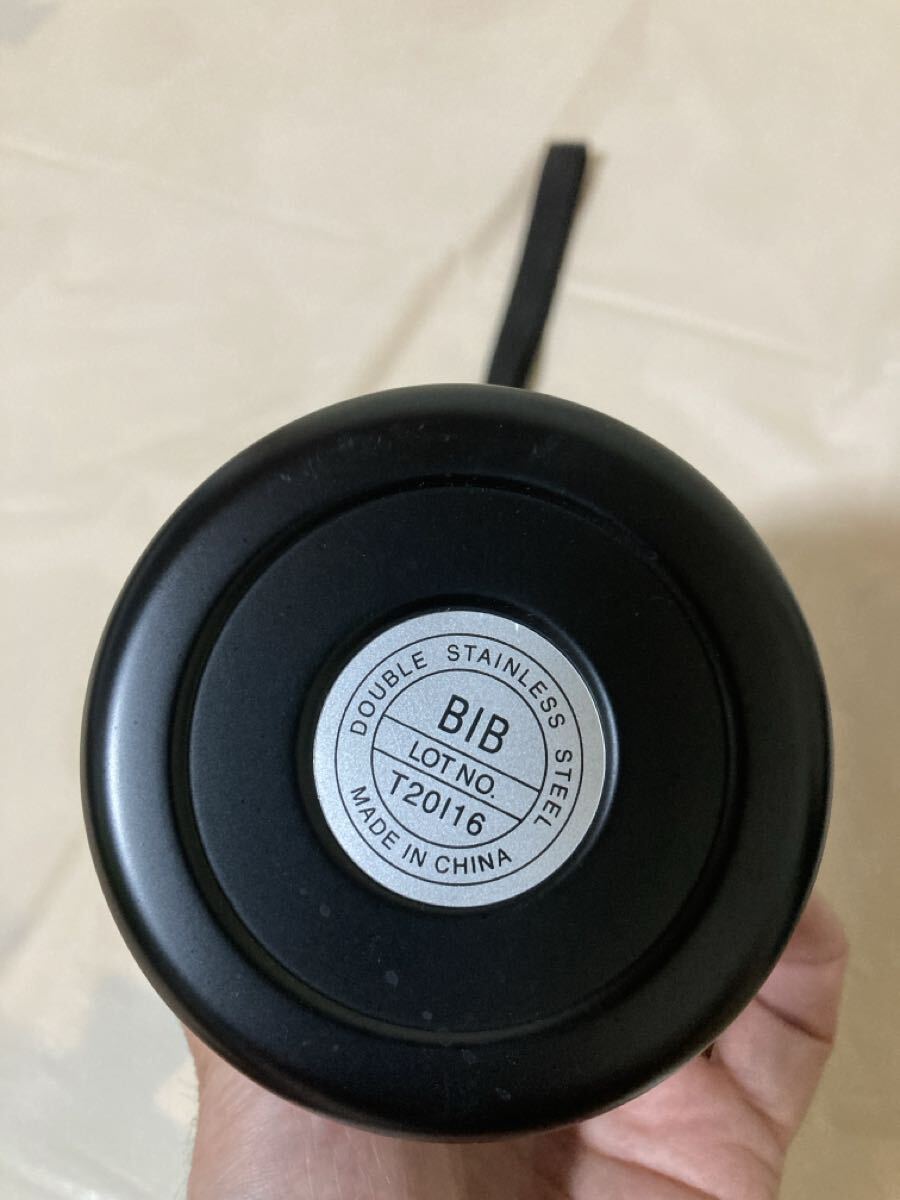 DOUBLE STAINLESS STEEL
BIB
LOT NO.
T20I16
MADE IN CHINA